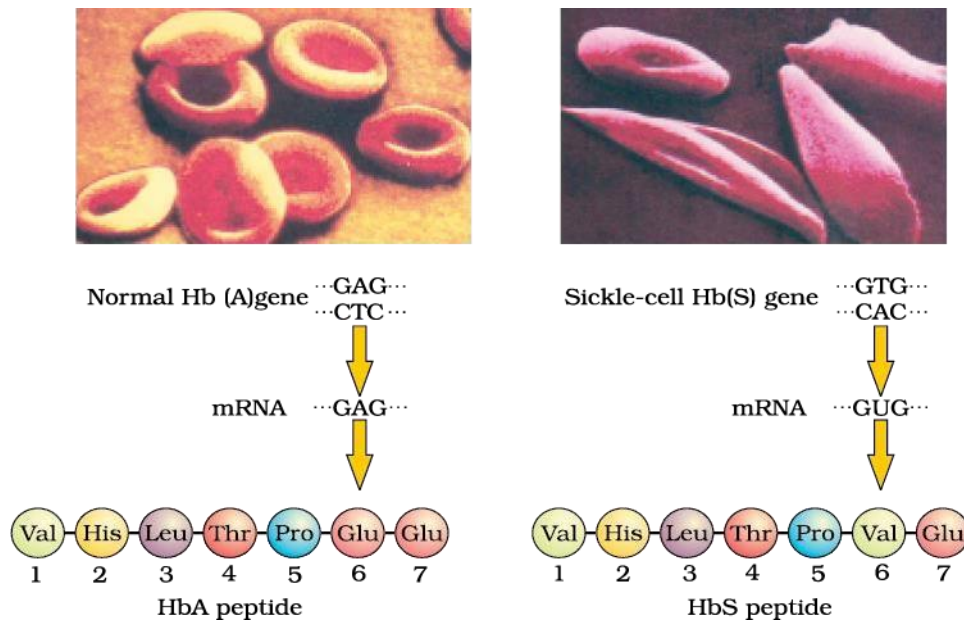 Normal Hb (A)gene
···GAG···
···CTC···
mRNA ···GAG···
Val His Leu Thr Pro Glu Glu
1 2 3 4 5 6 7
HbA peptide
Sickle-cell Hb(S) gene
···GTG···
···CAC···
mRNA ···GUG···
Val His Leu Thr Pro Val Glu
1 2 3 4 5 6 7
HbS peptide